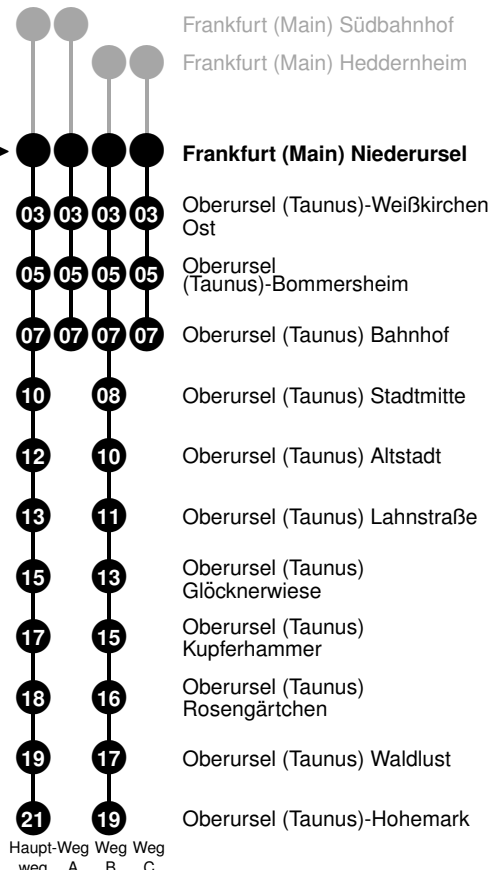 Frankfurt (Main) Südbahnhof
Frankfurt (Main) Heddernheim
Frankfurt (Main) Niederursel
03 03 03 03 Oberursel (Taunus)-Weißkirchen
Ost
05 05 05 05 Oberursel
(Taunus)-Bommersheim
07 07 07 07 Oberursel (Taunus) Bahnhof
10 08 Oberursel (Taunus) Stadtmitte
12 10 Oberursel (Taunus) Altstadt
13 11 Oberursel (Taunus) Lahnstraße
15 13 Oberursel (Taunus)
Glöcknerwiese
17 15 Oberursel (Taunus)
Kupferhammer
18 16 Oberursel (Taunus)
Rosengärtchen
19 17 Oberursel (Taunus) Waldlust
21 19 Oberursel (Taunus)-Hohemark
Haupt-Weg Weg Weg
weg A B C